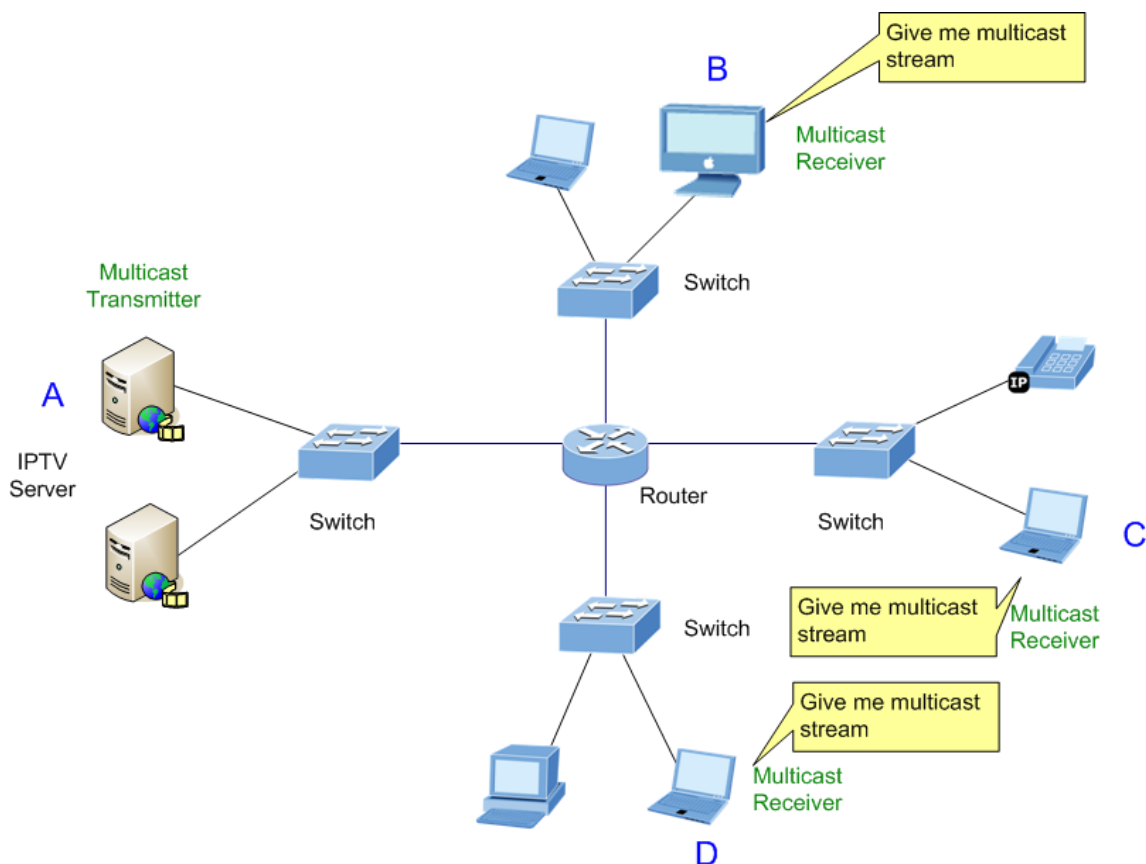 Give me multicast
stream
B
Multicast
Receiver
Switch
Multicast
Transmitter
A
IPTV
Server
Switch
Router
IP
Switch
C
Give me multicast
stream
Multicast
Receiver
Switch
Give me multicast
stream
Multicast
Receiver
D